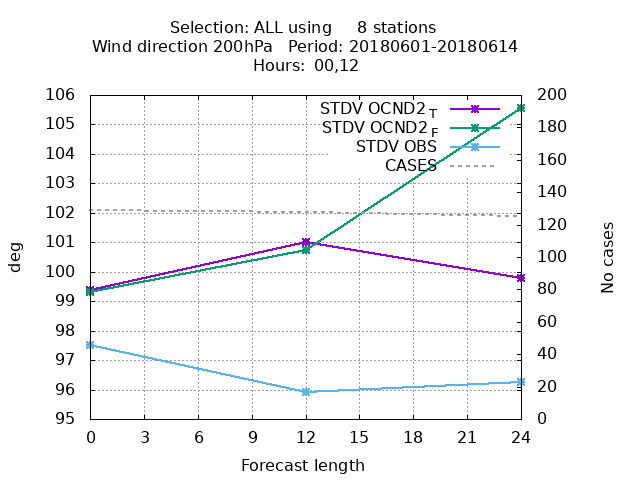 Selection: ALL using 8 stations
Wind direction 200hPa Period: 20180601-20180614
Hours: 00,12
STDV OCND2 T
STDV OCND2 F
STDV OBS
CASES
106
105
104
103
102
101
100
99
98
97
96
95
deg
200
180
160
140
120
100
80
60
40
20
0
No cases
0 3 6 9 12 15 18 21 24
Forecast length